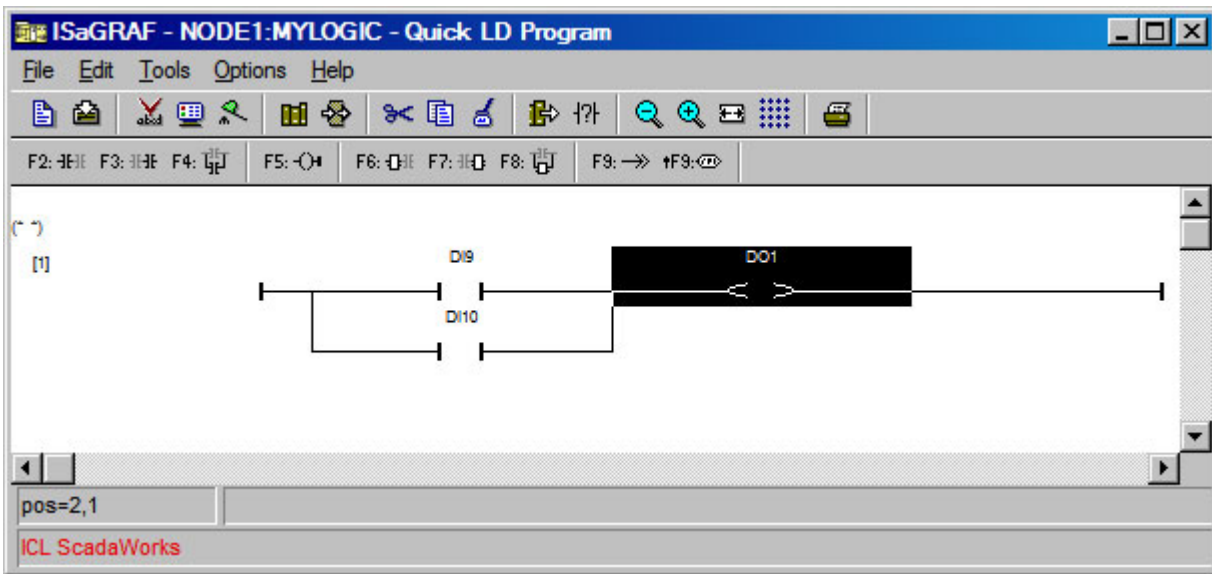 ISaGRAF - NODE1:MYLOGIC - Quick LD Program
File Edit Tools Options Help
abcd
F2: F3: F4: F5: F6: F7: F8: F9: F9:
(* *)
[1]
DI9
DO1
DI10
pos=2,1
ICL ScadaWorks